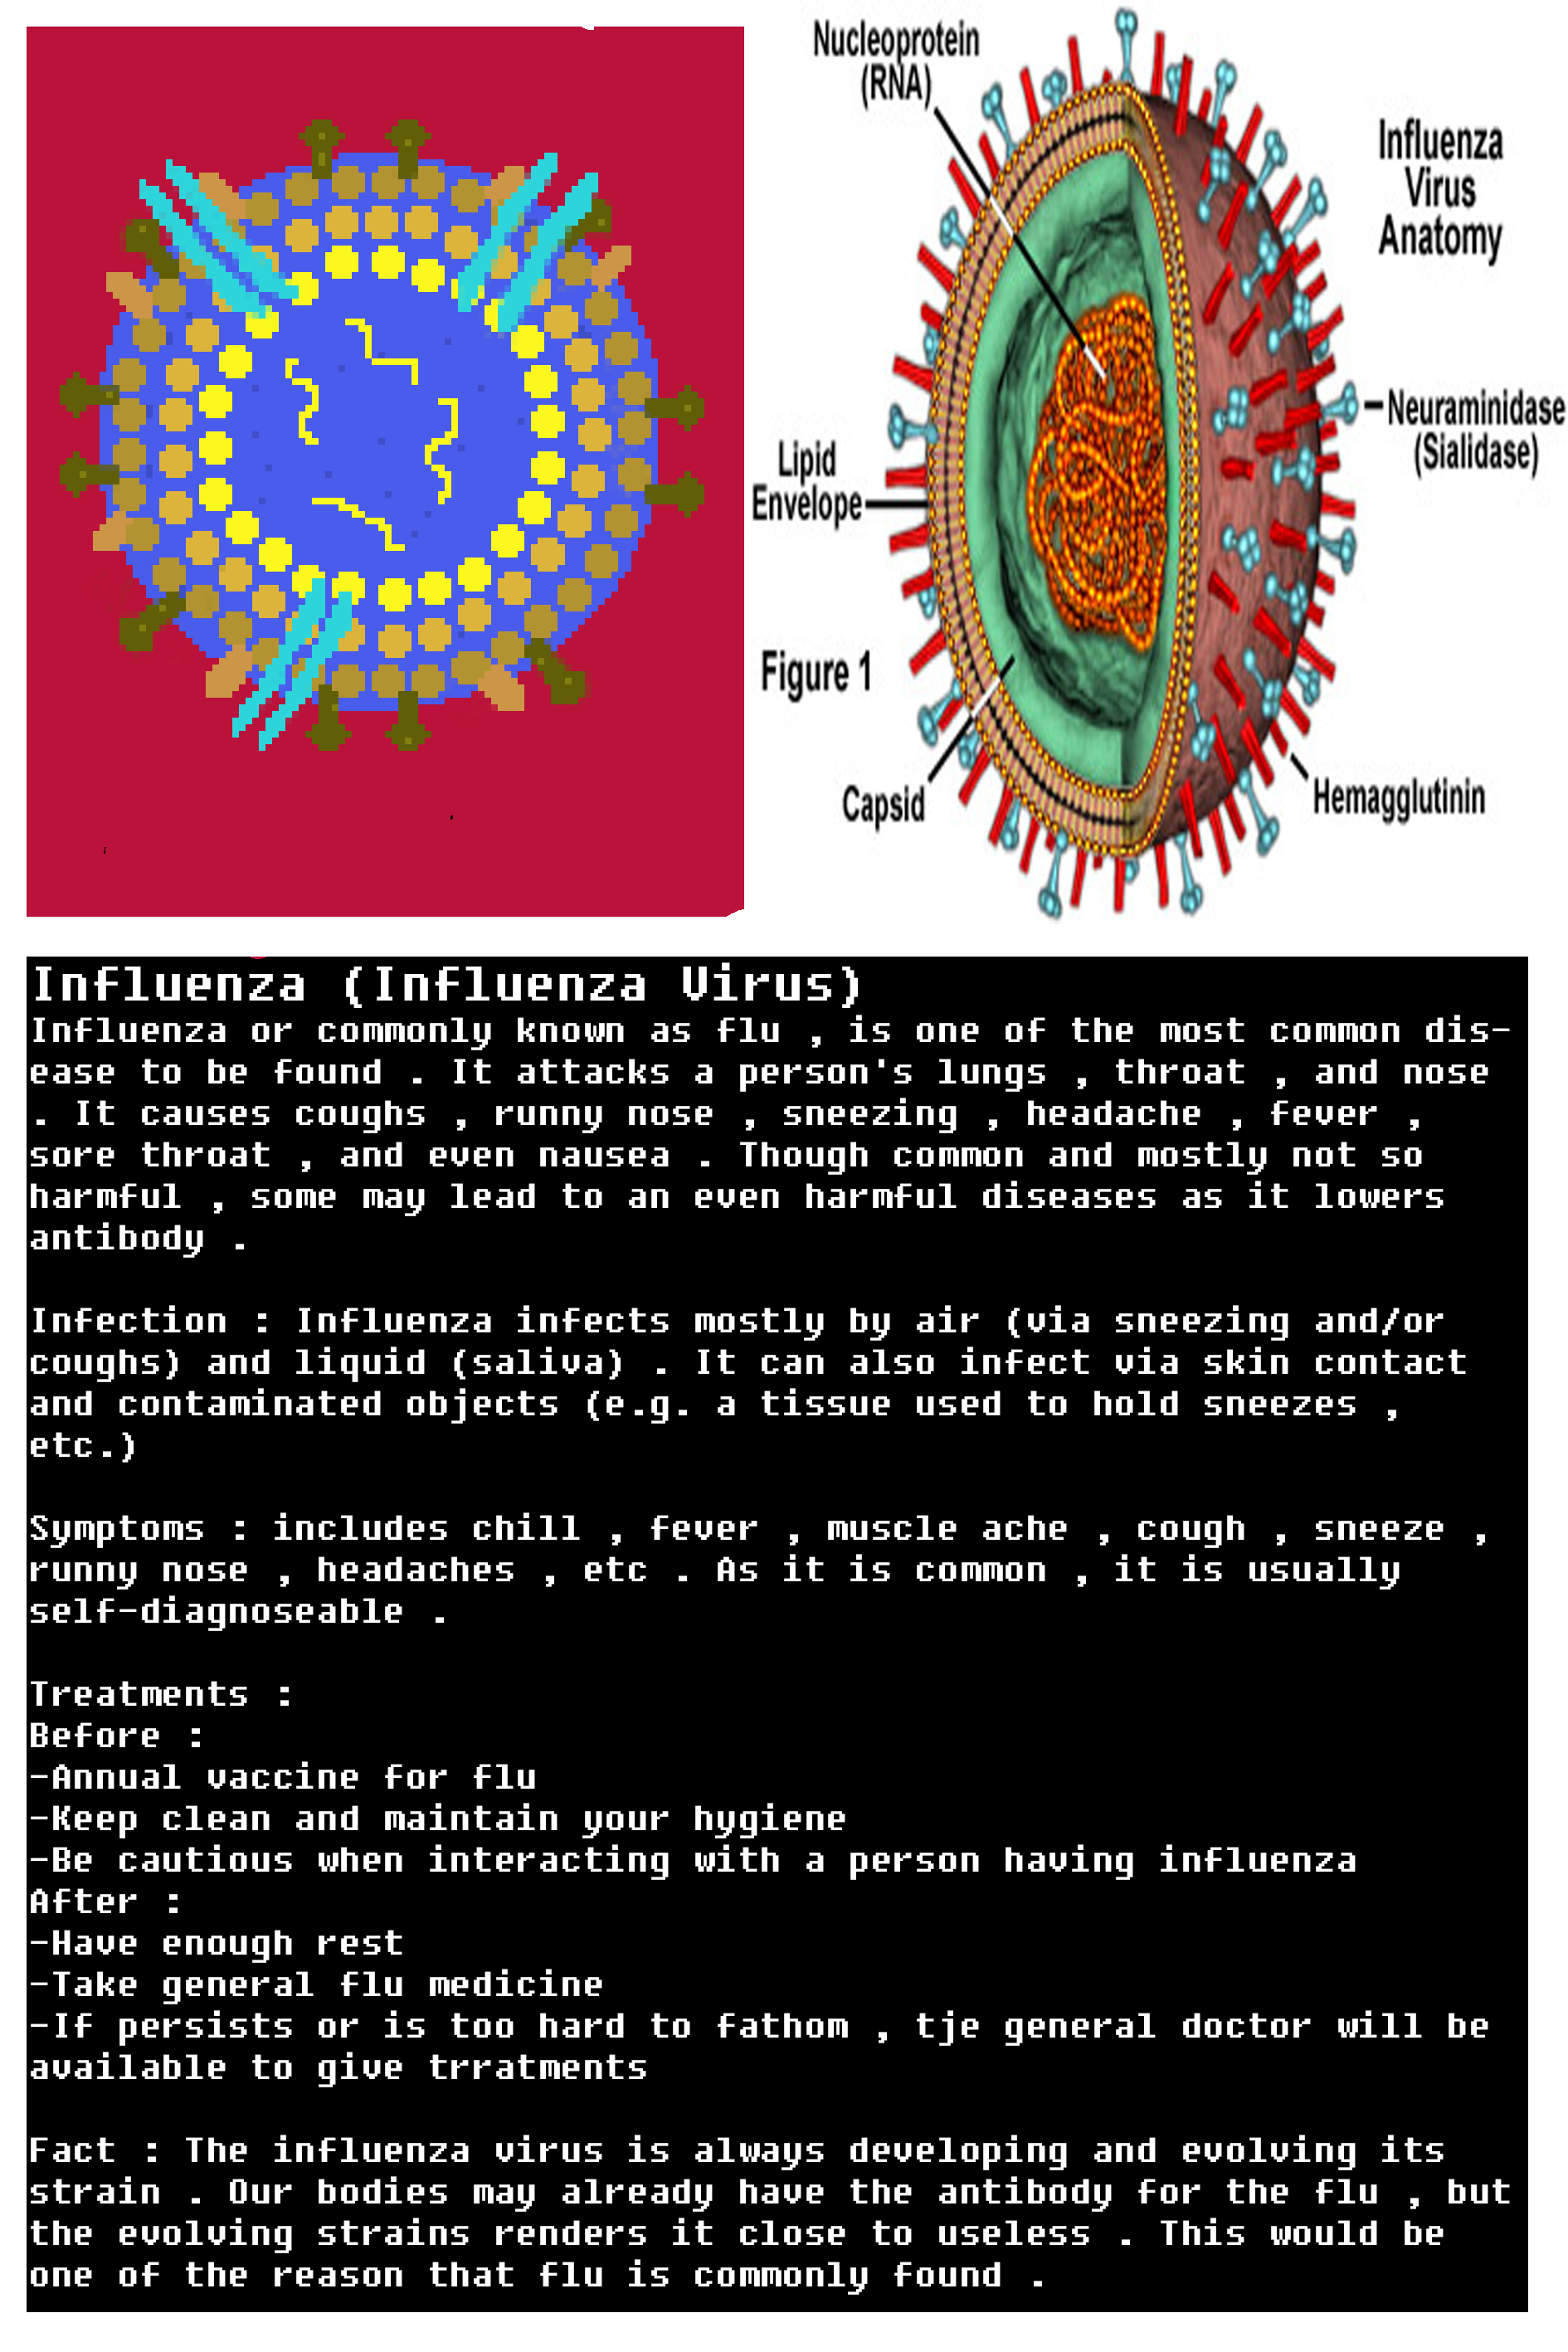 Nucleoprotein
(RNA)
Influenza
Virus
Anatomy
Neuraminidase
(Sialidase)
Lipid
Envelope
Figure 1
Capsid
Hemagglutinin
Influenza (Influenza Virus)
Influenza or commonly known as flu , is one of the most common dis-
ease to be found . It attacks a person's lungs , throat , and nose
. It causes coughs , runny nose , sneezing , headache , fever ,
sore throat , and even nausea . Though common and mostly not so
harmful , some may lead to an even harmful diseases as it lowers
antibody .
Infection : Influenza infects mostly by air (via sneezing and/or
coughs) and liquid (saliva) . It can also infect via skin contact
and contaminated objects (e.g. a tissue used to hold sneezes ,
etc.)
Symptoms : includes chill , fever , muscle ache , cough , sneeze ,
runny nose , headaches , etc . As it is common , it is usually
self-diagnoseable .
Treatments :
Before :
-Annual vaccine for flu
-Keep clean and maintain your hygiene
-Be cautious when interacting with a person having influenza
After :
-Have enough rest
-Take general flu medicine
-If persists or is too hard to fathom , tje general doctor will be
available to give trratments
Fact : The influenza virus is always developing and evolving its
strain . Our bodies may already have the antibody for the flu , but
the evolving strains renders it close to useless . This would be
one of the reason that flu is commonly found .